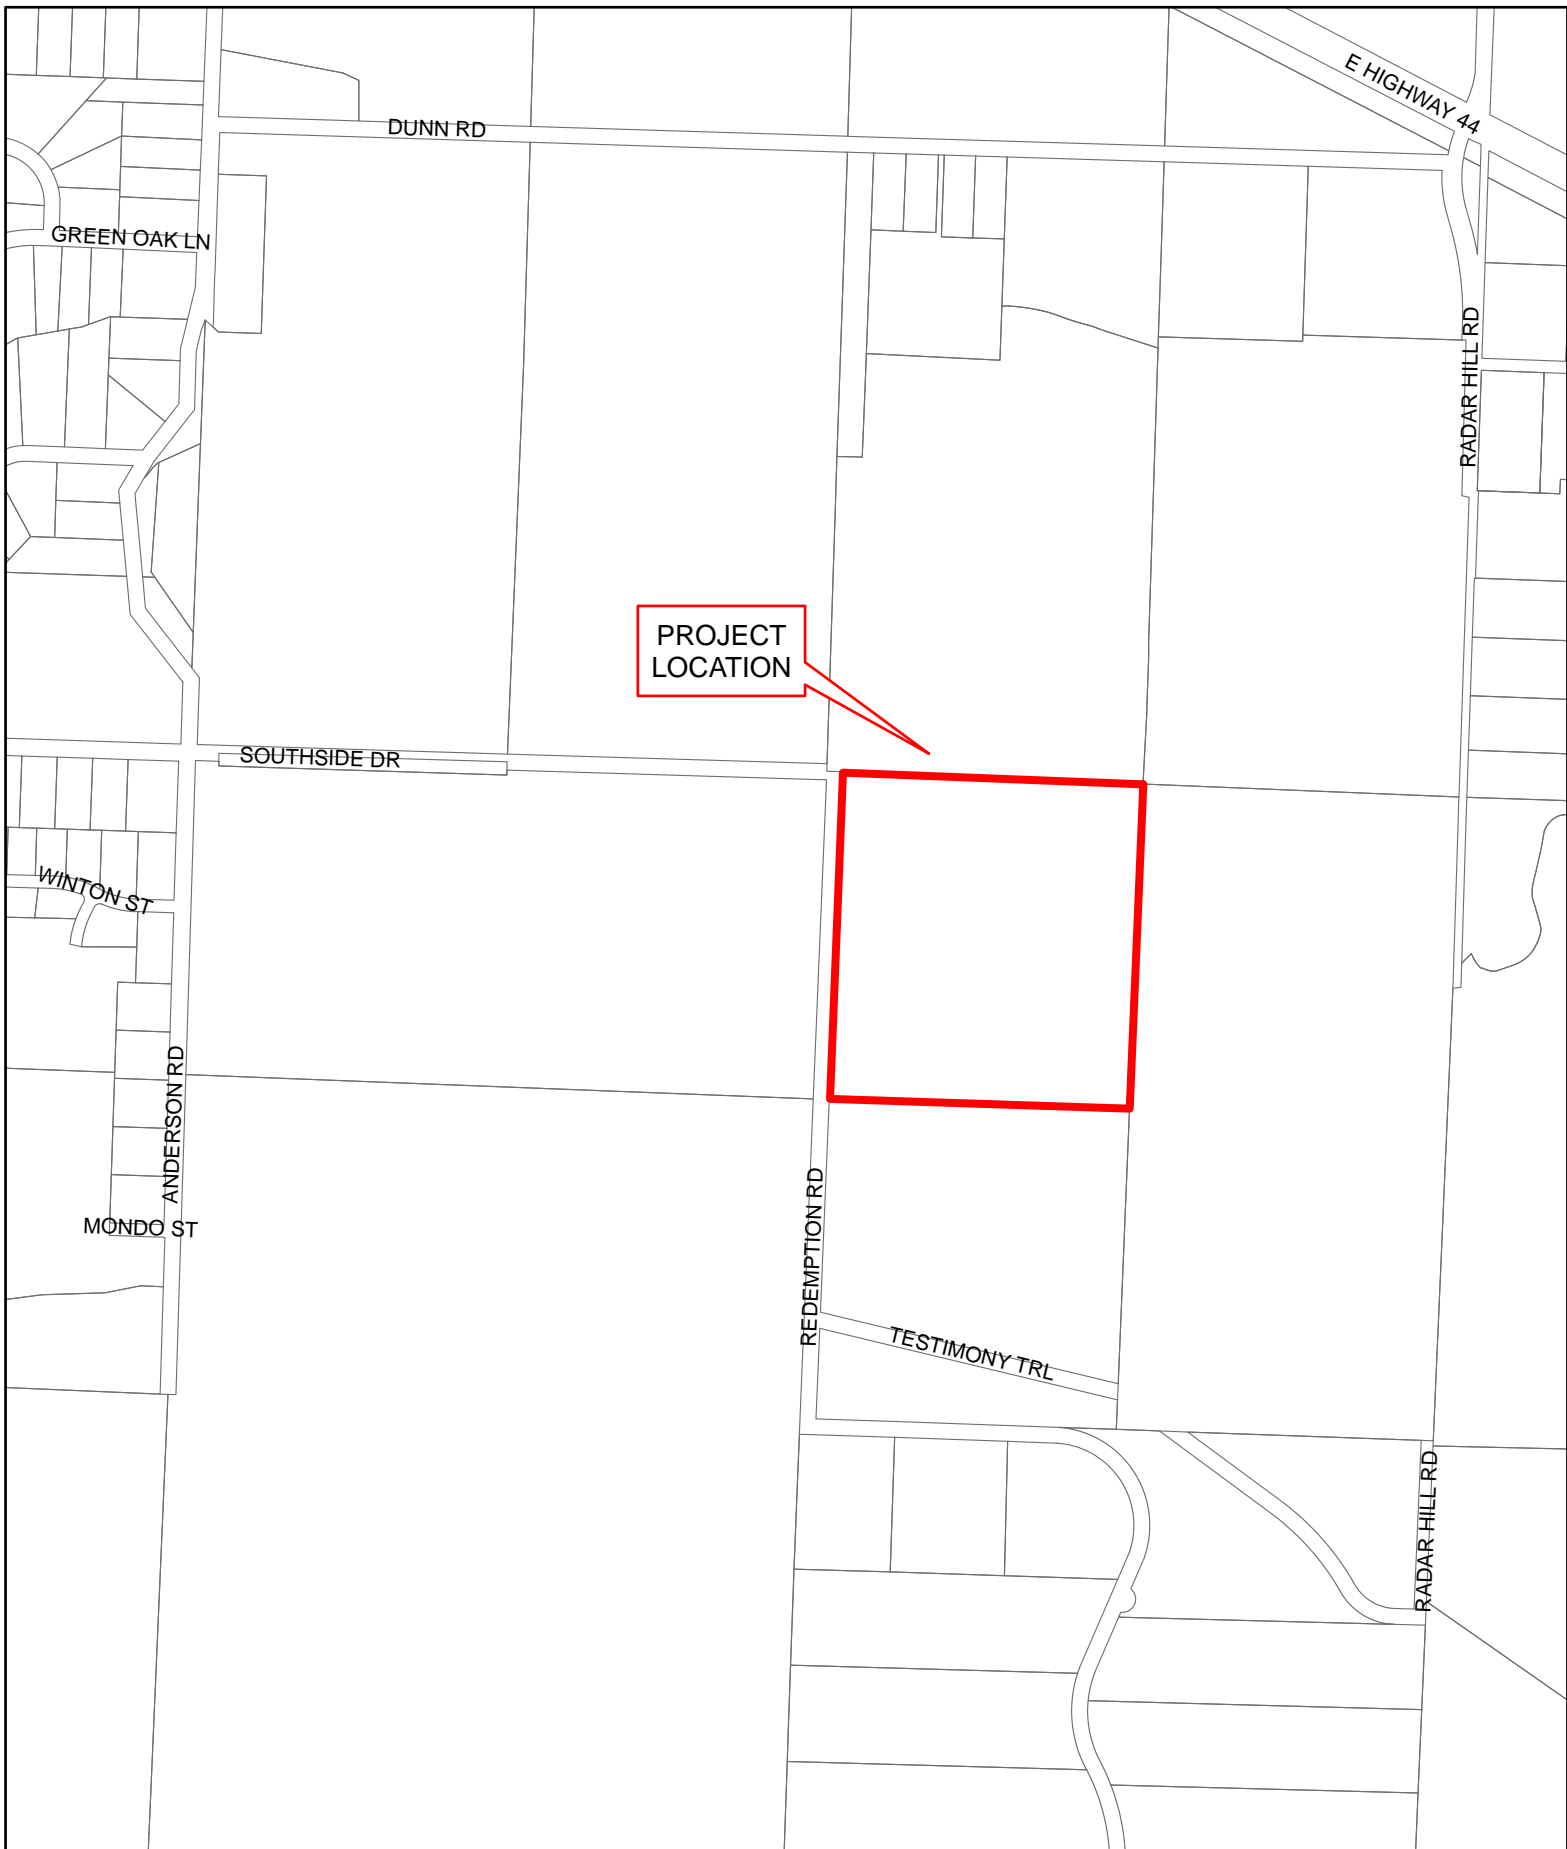 E HIGHWAY 44
DUNN RD
GREEN OAK LN
RADAR HILL RD
PROJECT
LOCATION
SOUTHSIDE DR
WINTON ST
ANDERSON RD
MONDO ST
REDEMPTION RD
TESTIMONY TRL
RADAR HILL RD